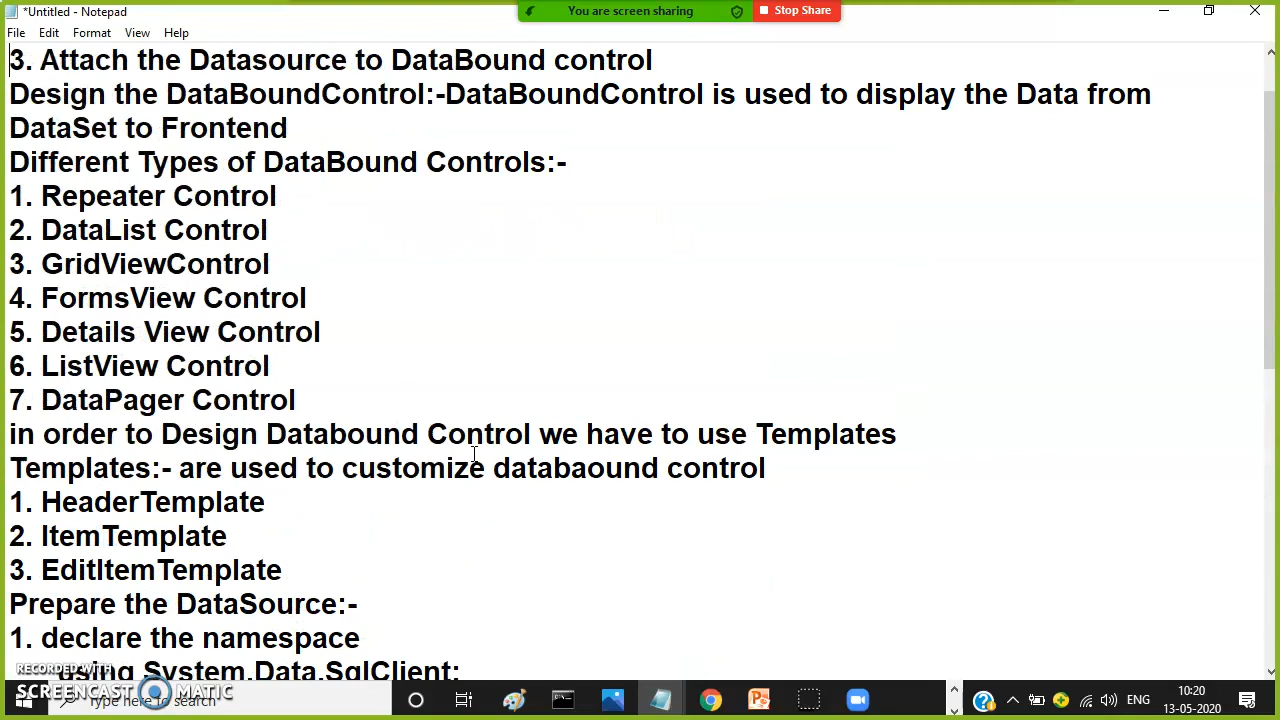 *Untitled - Notepad
You are screen sharing
Stop Share
File Edit Format View Help
3. Attach the Datasource to DataBound control
Design the DataBoundControl:-DataBoundControl is used to display the Data from
DataSet to Frontend
Different Types of DataBound Controls:-
1. Repeater Control
2. DataList Control
3. GridViewControl
4. FormsView Control
5. Details View Control
6. ListView Control
7. DataPager Control
in order to Design Databound Control we have to use Templates
Templates:- are used to customize databaound control
1. HeaderTemplate
2. ItemTemplate
3. EditItemTemplate
Prepare the DataSource:-
1. declare the namespace
using System.Data.SqlClient;
RECORDED WITH
SCREENCAST MATIC
Type here to search
ENG
10:20
13-05-2020